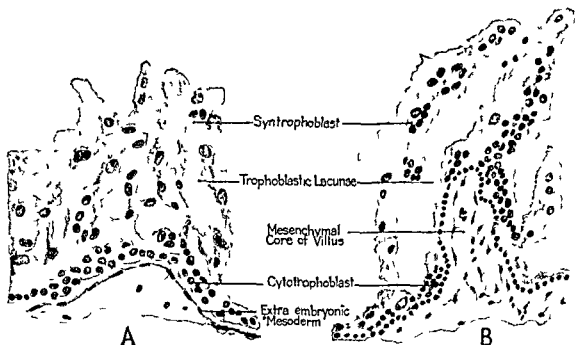 Syntrophoblast
Trophoblastic Lacunae
Mesenchymal
Core of Villus
Cytotrophoblast
Extra embryonic
Mesoderm
A
B